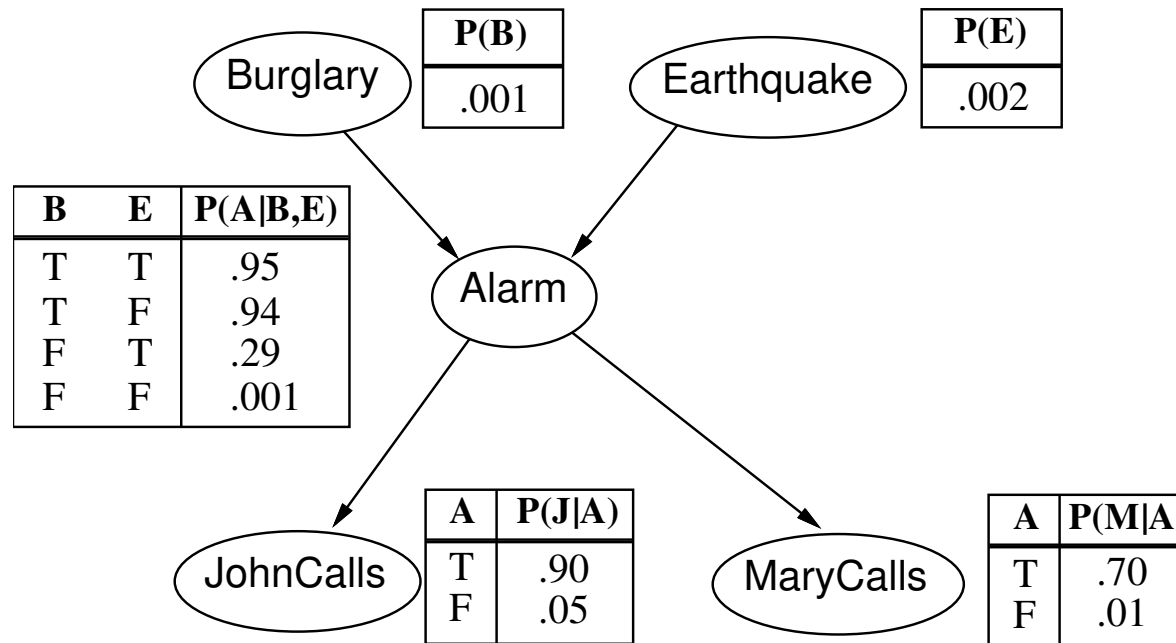 P(B)
.001
Burglary
P(E)
.002
Earthquake
B E P(A|B,E)
T T .95
T F .94
F T .29
F F .001
Alarm
JohnCalls
A P(J|A)
T .90
F .05
MaryCalls
A P(M|A
T .70
F .01